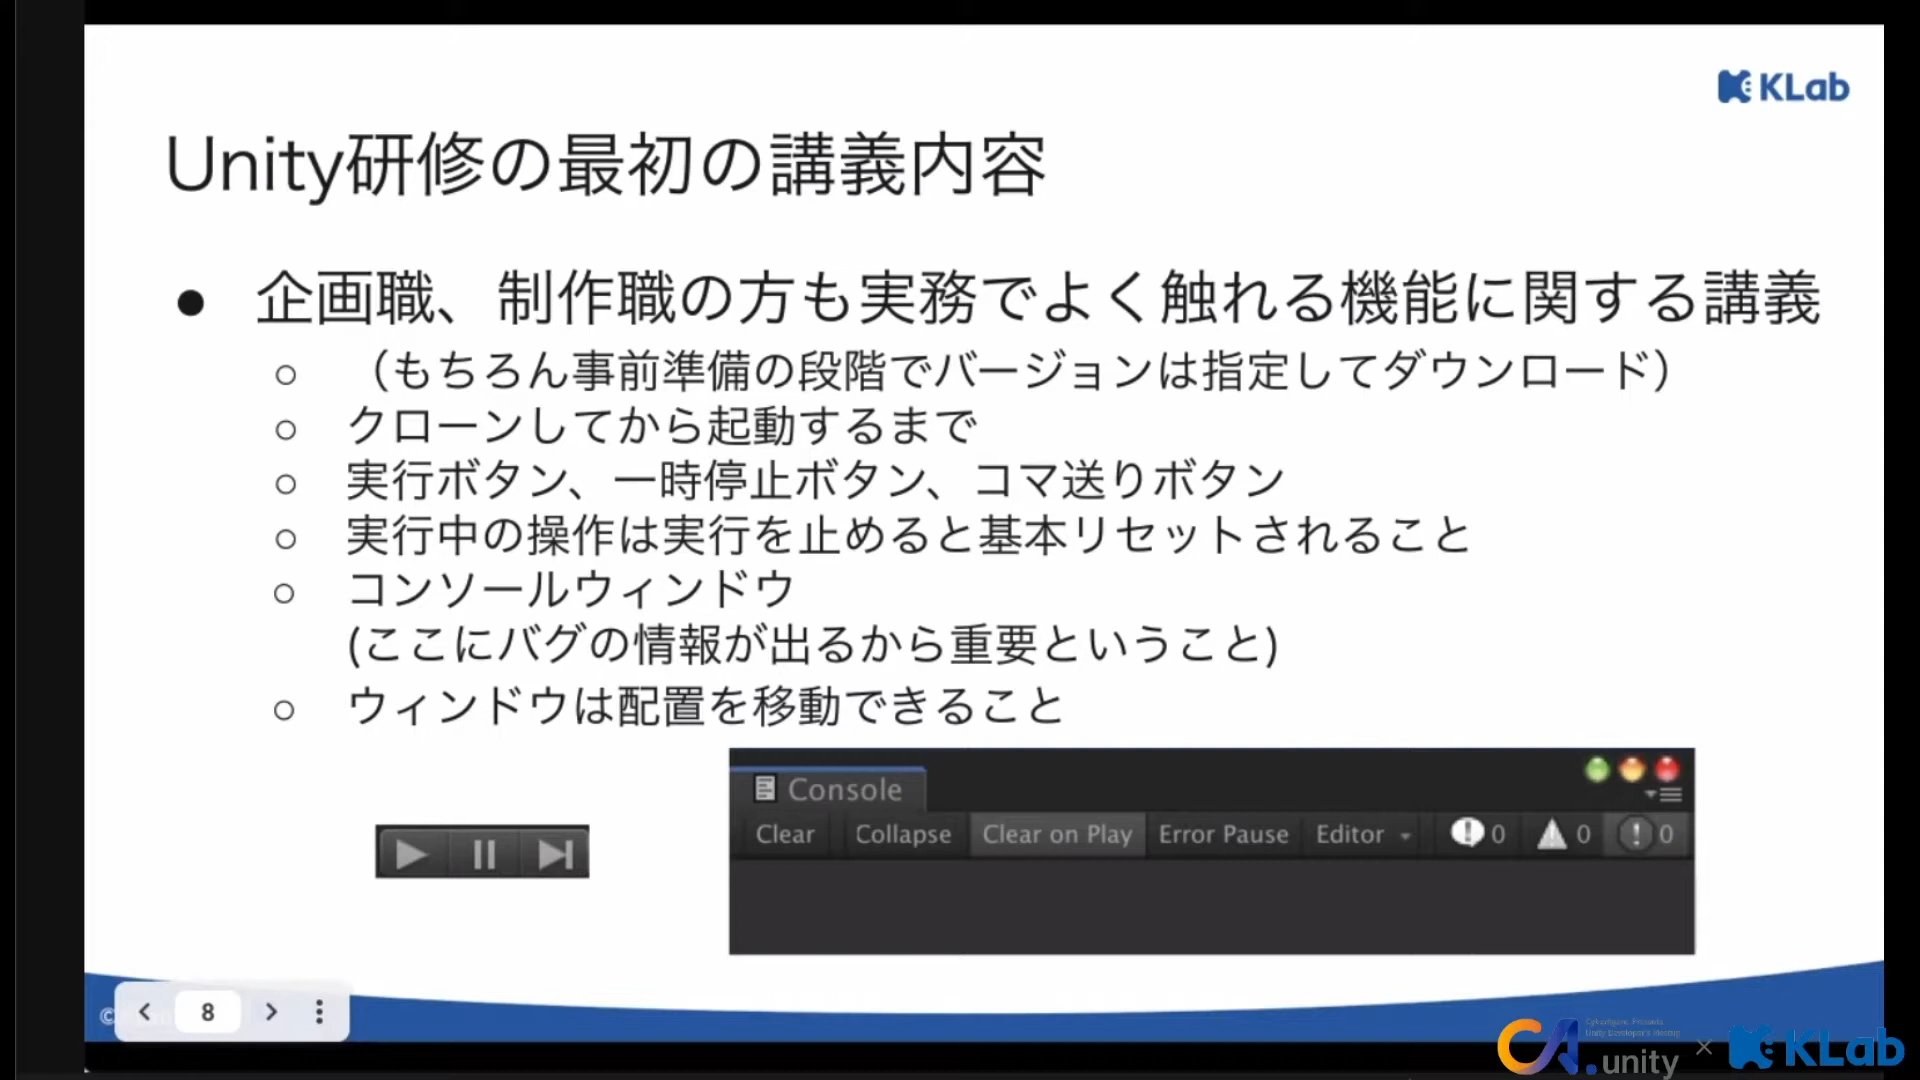 KLab
Unity研修の最初の講義内容
● 企画職、制作職の方も実務でよく触れる機能に関する講義
○ （もちろん事前準備の段階でバージョンは指定してダウンロード）
○ クローンしてから起動するまで
○ 実行ボタン、一時停止ボタン、コマ送りボタン
○ 実行中の操作は実行を止めると基本リセットされること
○ コンソールウィンドウ
(ここにバグの情報が出るから重要ということ)
○ ウィンドウは配置を移動できること
Console
Clear Collapse Clear on Play Error Pause Editor 0 0 0
8
CyberAgent Presents
Unity Developer's Meetup
CA.unity × KLab